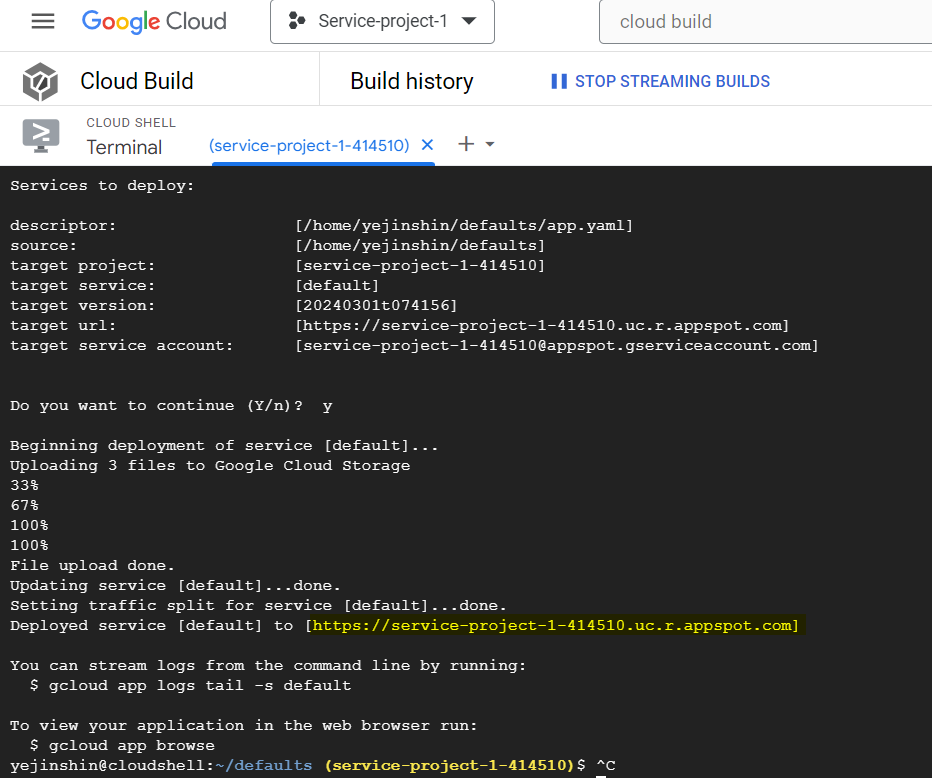 Google Cloud
Service-project-1
cloud build
Cloud Build
Build history
STOP STREAMING BUILDS
CLOUD SHELL
Terminal
(service-project-1-414510)
Services to deploy:
descriptor: [/home/yejinshin/defaults/app.yaml]
source: [/home/yejinshin/defaults]
target project: [service-project-1-414510]
target service: [default]
target version: [20240301t074156]
target url: [https://service-project-1-414510.uc.r.appspot.com]
target service account: [service-project-1-414510@appspot.gserviceaccount.com]
Do you want to continue (Y/n)? y
Beginning deployment of service [default]...
Uploading 3 files to Google Cloud Storage
33%
67%
100%
100%
File upload done.
Updating service [default]...done.
Setting traffic split for service [default]...done.
Deployed service [default] to [https://service-project-1-414510.uc.r.appspot.com]
You can stream logs from the command line by running:
$ gcloud app logs tail -s default
To view your application in the web browser run:
$ gcloud app browse
yejinshin@cloudshell:~/defaults (service-project-1-414510)$ ^C